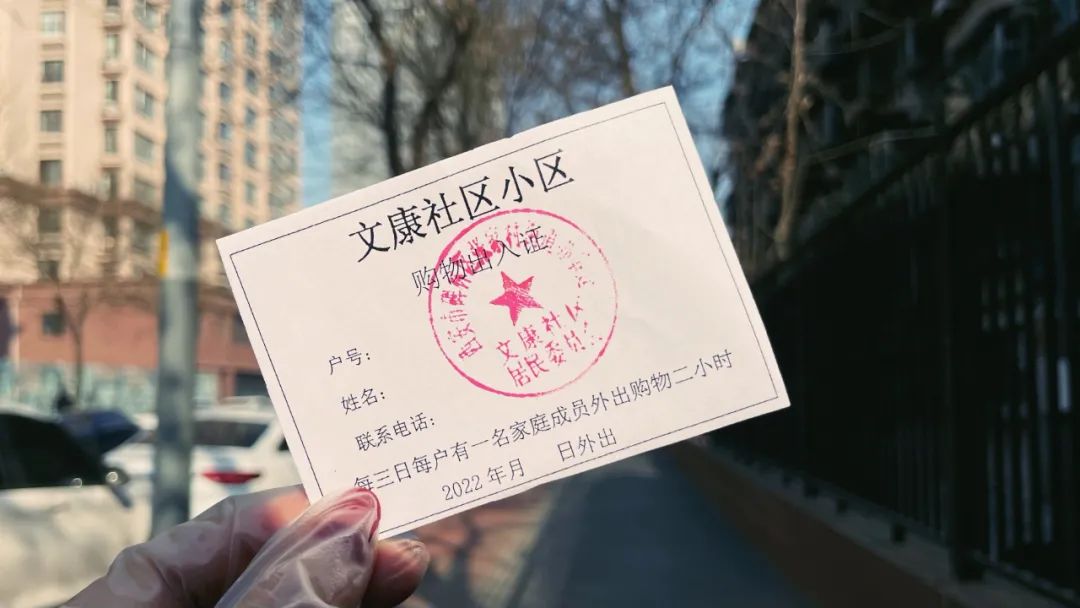 文康社区小区
购物出入证
文康社区
居民委员会
户号：
姓名：
联系电话：
每三日每户有一名家庭成员外出购物二小时
2022 年 月 日外出